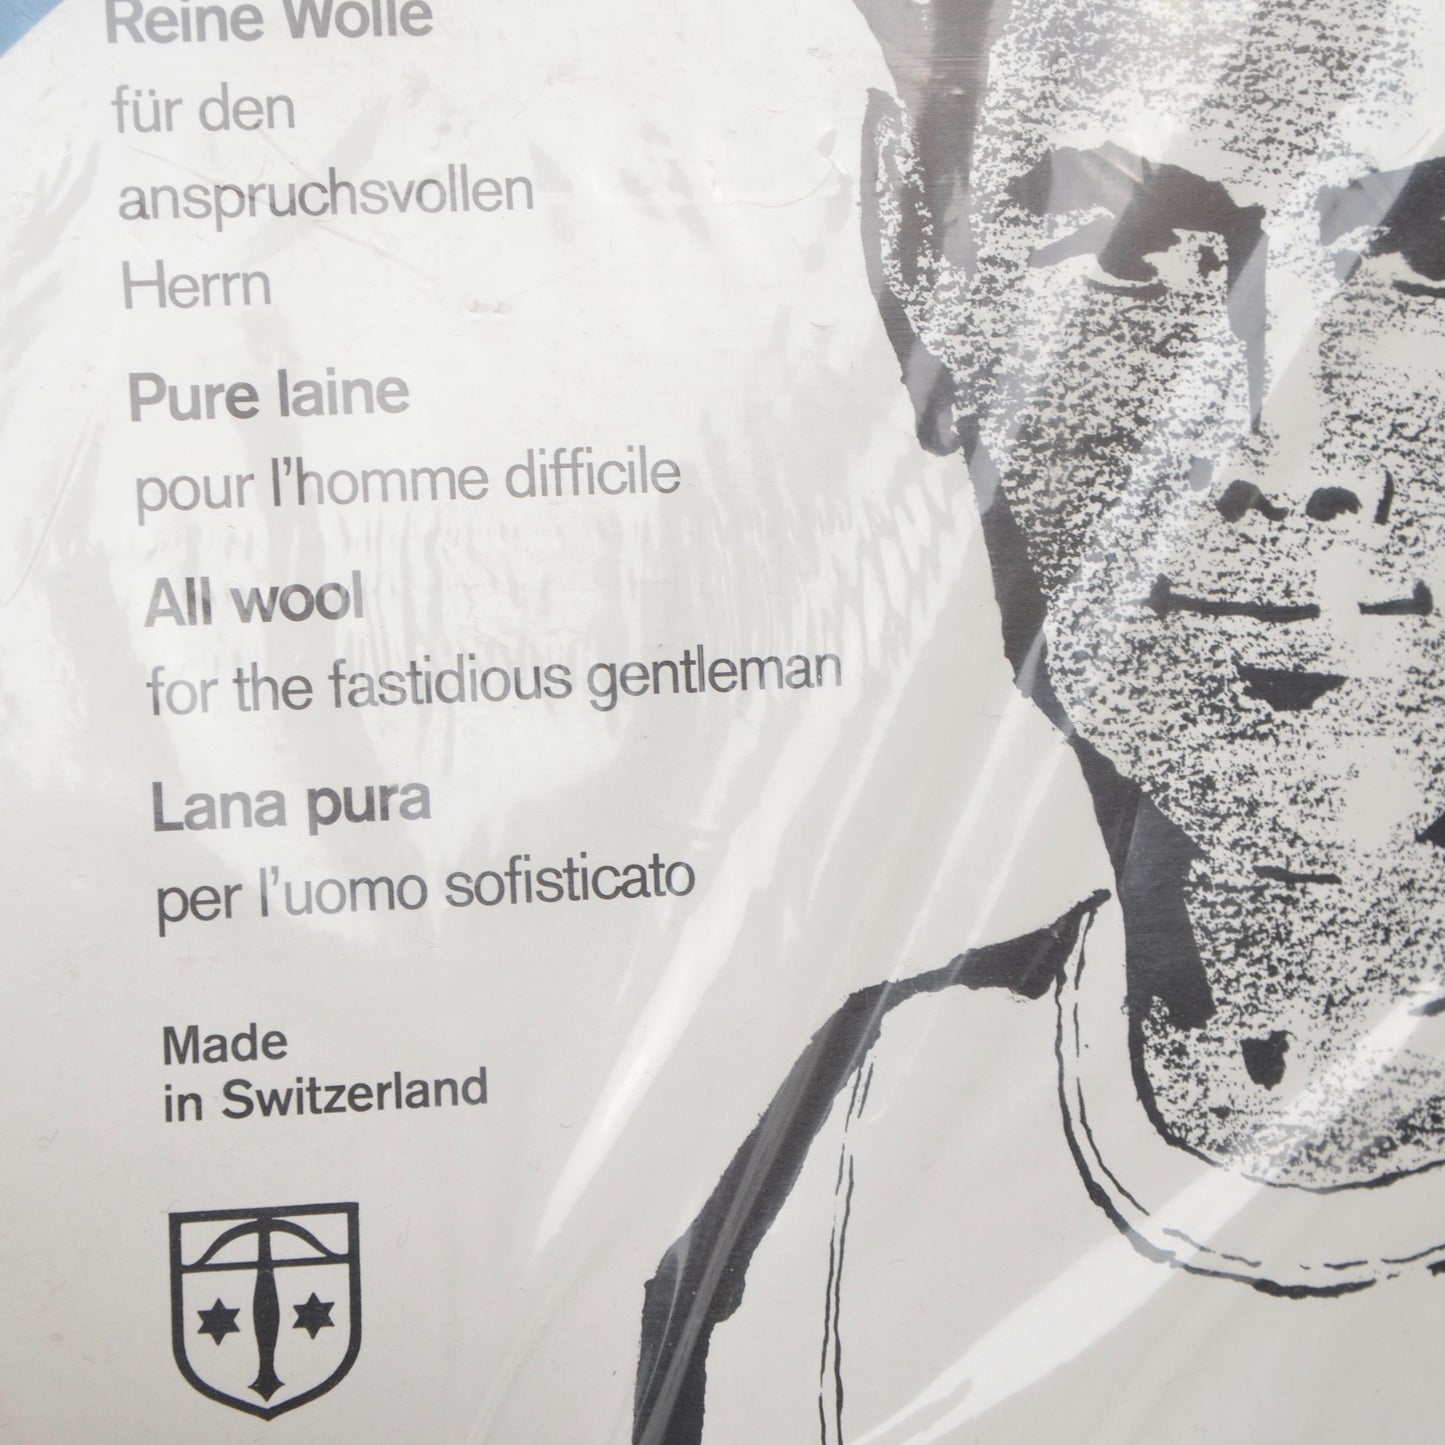 Reine Wolle
für den
anspruchsvollen
Herrn
Pure laine
pour l'homme difficile
All wool
for the fastidious gentleman
Lana pura
per l'uomo sofisticato
Made
in Switzerland